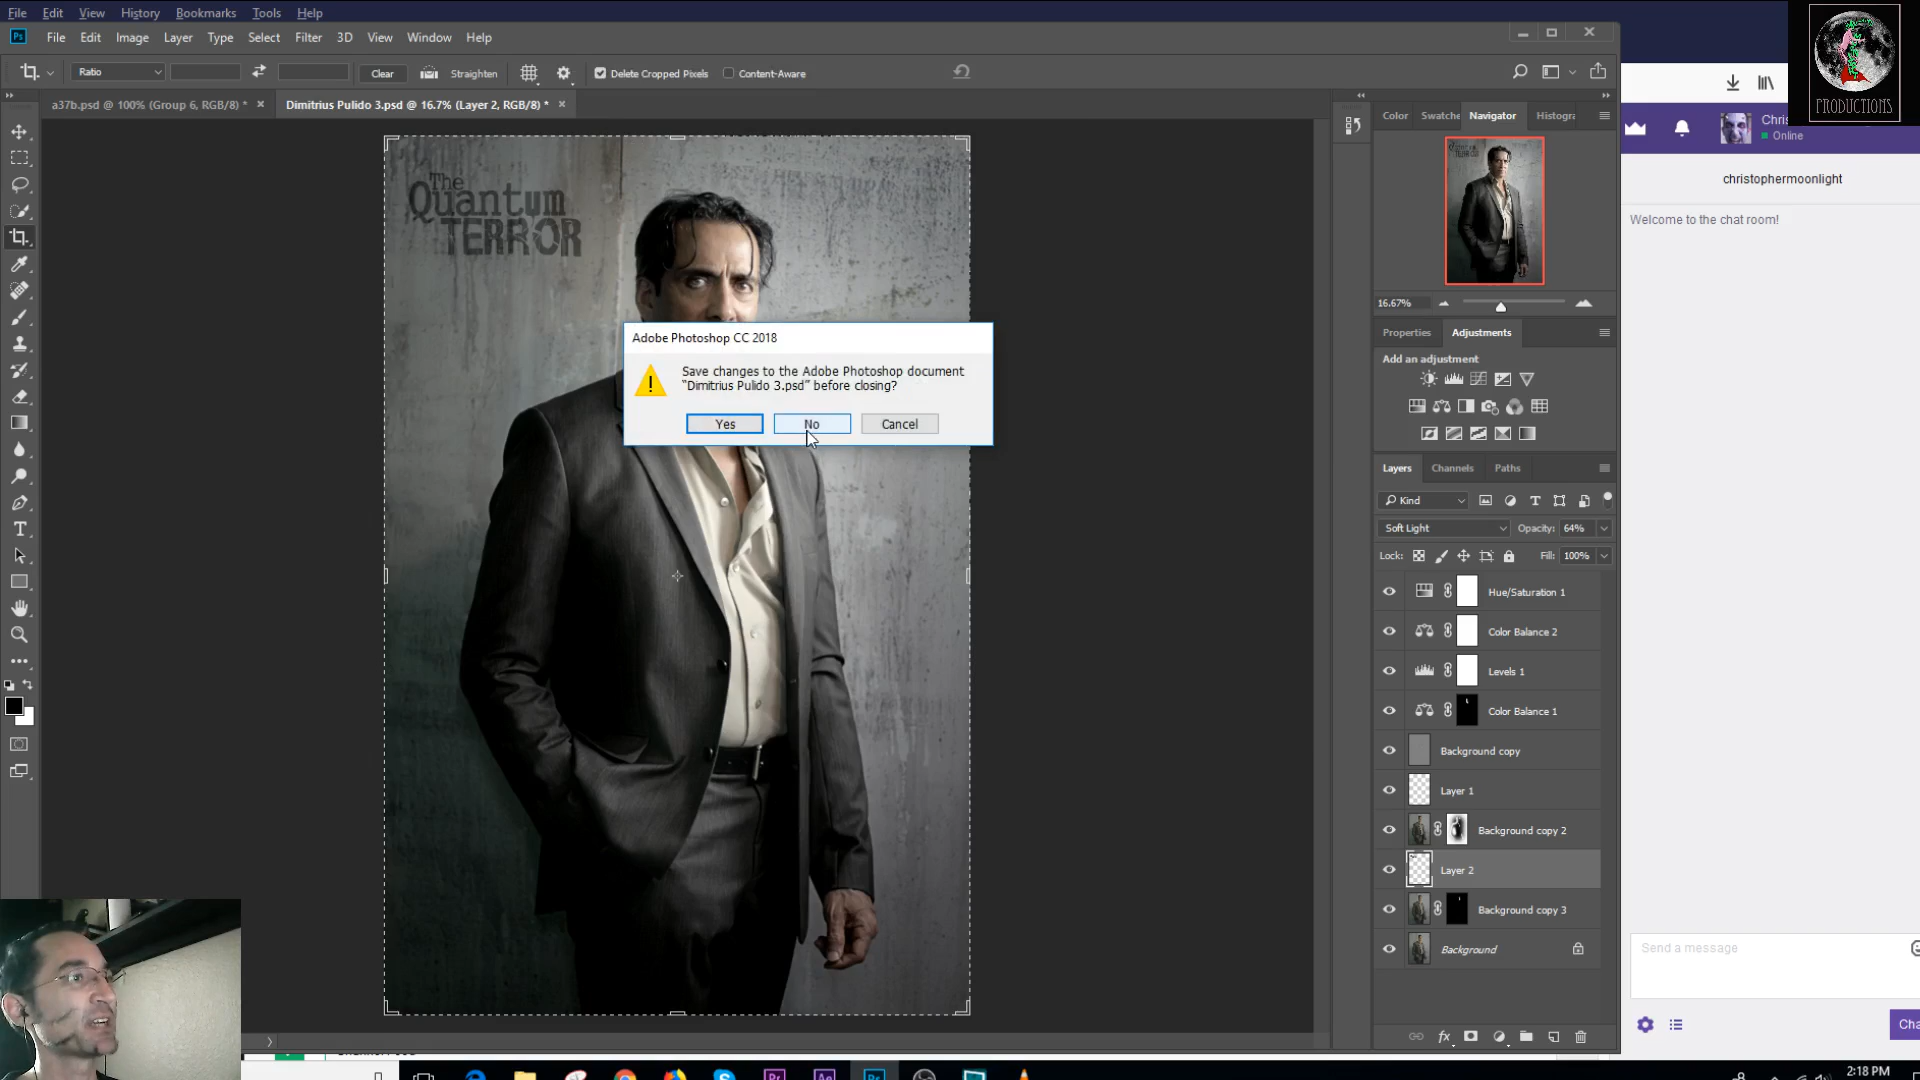 File Edit View History Bookmarks Tools Help
Ps File Edit Image Layer Type Select Filter 3D View Window Help
Ratio Clear Straighten Delete Cropped Pixels Content-Aware
a37b.psd @ 100% (Group 6, RGB/8) * Dimitrius Pulido 3.psd @ 16.7% (Layer 2, RGB/8) *
PRODUCTIONS
Chris
Online
christophermoonlight
Welcome to the chat room!
Color Swatche Navigator Histogra
16.67%
Properties Adjustments
Add an adjustment
The
Quantum
TERROR
Adobe Photoshop CC 2018
Save changes to the Adobe Photoshop document
“Dimitrius Pulido 3.psd” before closing?
Yes No Cancel
Layers Channels Paths
Kind
Soft Light Opacity: 64%
Lock: Fill: 100%
Hue/Saturation 1
Color Balance 2
Levels 1
Color Balance 1
Background copy
Layer 1
Background copy 2
Layer 2
Background copy 3
Background
Send a message
Cha
fx
Pr Ae Ps
2:18 PM